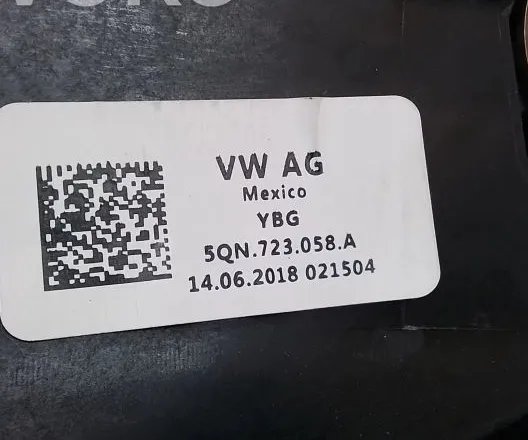 VW AG
Mexico
YBG
5QN.723.058.A
14.06.2018 021504